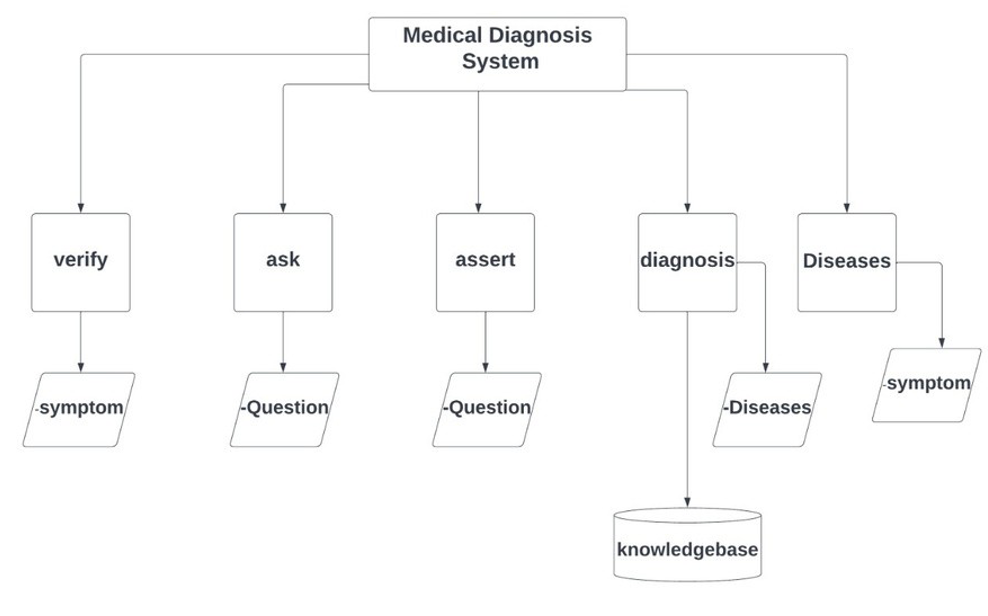 Medical Diagnosis
System
verify
ask
assert
diagnosis
Diseases
-symptom
-symptom
-Question
-Question
-Diseases
knowledgebase